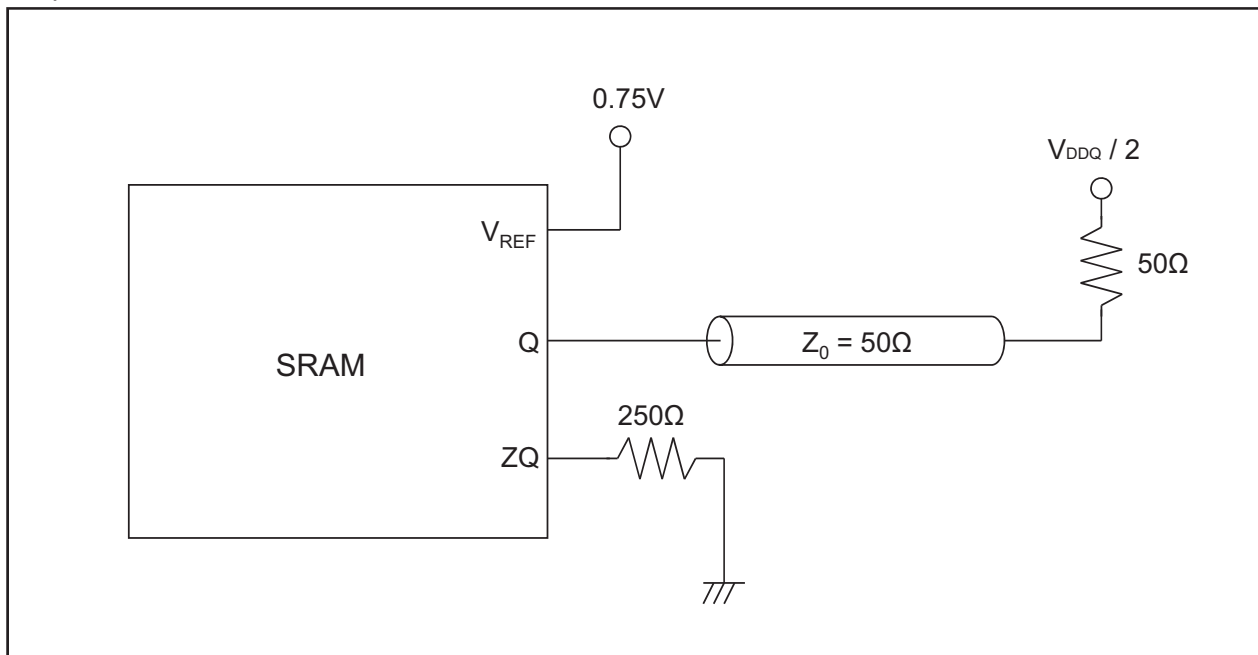 0.75V
VDDQ / 2
VREF
50Ω
Q
Z0 = 50Ω
SRAM
250Ω
ZQ